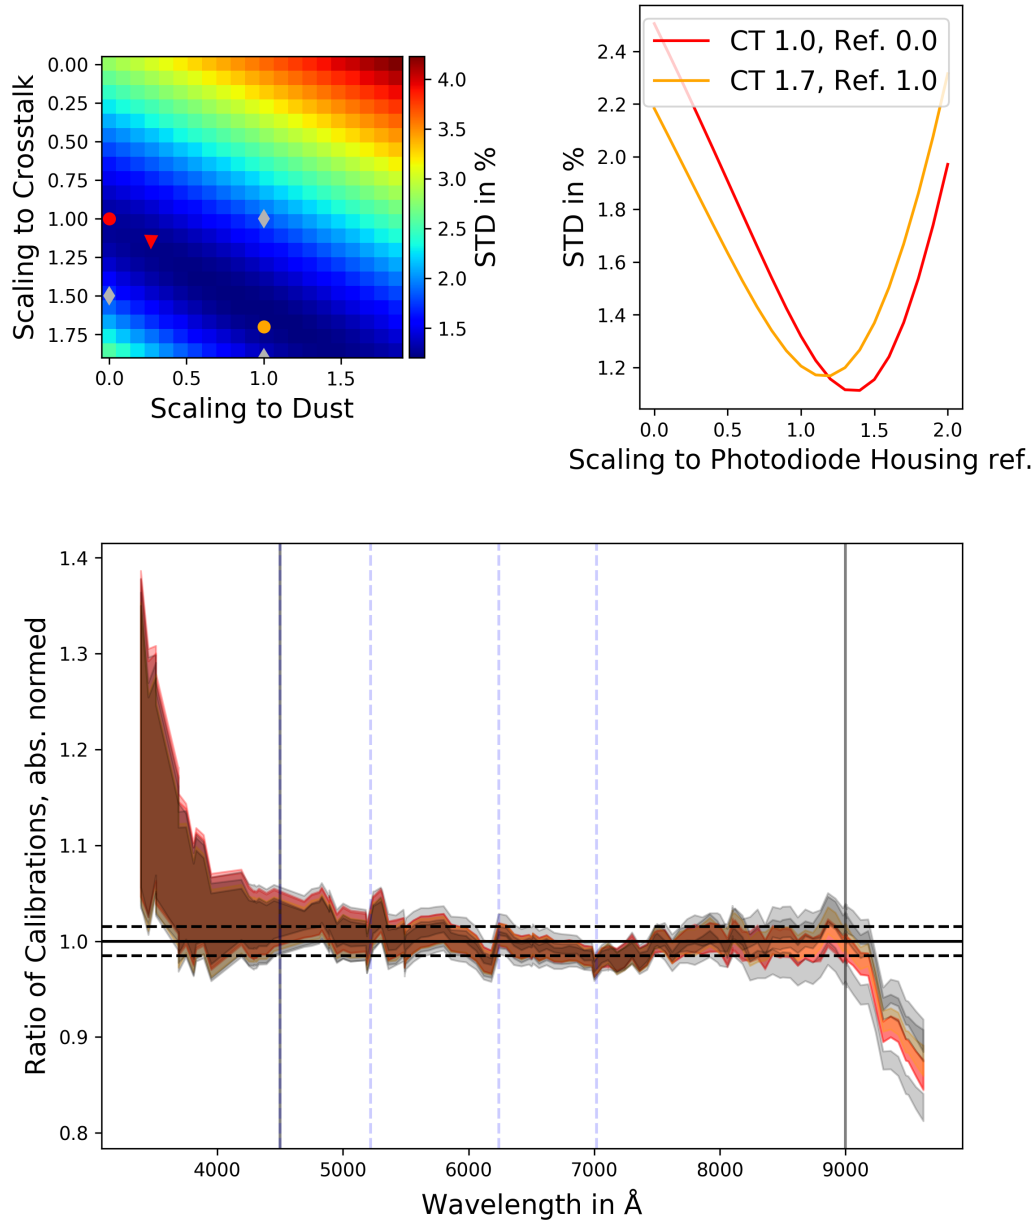 0.00
0.25
0.50
0.75
1.00
1.25
1.50
1.75
Scaling to Crosstalk
0.0 0.5 1.0 1.5
Scaling to Dust
4.0
3.5
3.0
2.5
2.0
1.5
STD in %
CT 1.0, Ref. 0.0
CT 1.7, Ref. 1.0
2.4
2.2
2.0
1.8
1.6
1.4
1.2
STD in %
0.0 0.5 1.0 1.5 2.0
Scaling to Photodiode Housing ref.
1.4
1.3
1.2
1.1
1.0
0.9
0.8
Ratio of Calibrations, abs. normed
4000 5000 6000 7000 8000 9000
Wavelength in Å